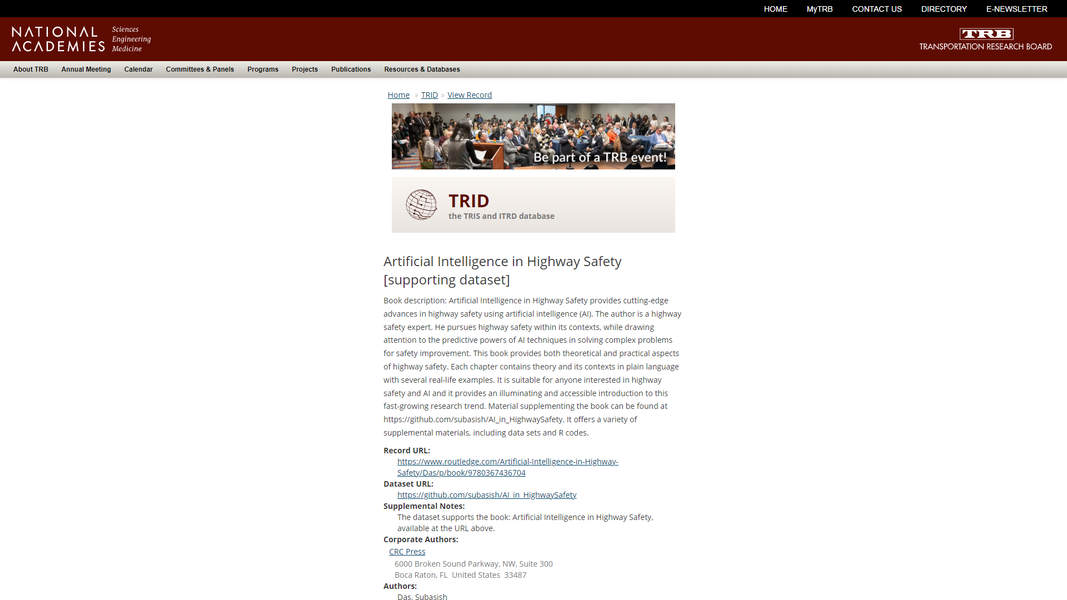 HOME MyTRB CONTACT US DIRECTORY E-NEWSLETTER
NATIONAL ACADEMIES
Sciences
Engineering
Medicine
TRB
TRANSPORTATION RESEARCH BOARD
About TRB Annual Meeting Calendar Committees & Panels Programs Projects Publications Resources & Databases
Home » TRID » View Record
Be part of a TRB event!
TRID
the TRIS and ITRD database
Artificial Intelligence in Highway Safety
[supporting dataset]
Book description: Artificial Intelligence in Highway Safety provides cutting-edge
advances in highway safety using artificial intelligence (AI). The author is a highway
safety expert. He pursues highway safety within its contexts, while drawing
attention to the predictive powers of AI techniques in solving complex problems
for safety improvement. This book provides both theoretical and practical aspects
of highway safety. Each chapter contains theory and its contexts in plain language
with several real-life examples. It is suitable for anyone interested in highway
safety and AI and it provides an illuminating and accessible introduction to this
fast-growing research trend. Material supplementing the book can be found at
https://github.com/subasish/AI_in_HighwaySafety. It offers a variety of
supplemental materials, including data sets and R codes.
Record URL:
https://www.routledge.com/Artificial-Intelligence-in-Highway-
Safety/Das/p/book/9780367436704
Dataset URL:
https://github.com/subasish/AI_in_HighwaySafety
Supplemental Notes:
The dataset supports the book: Artificial Intelligence in Highway Safety,
available at the URL above.
Corporate Authors:
CRC Press
6000 Broken Sound Parkway, NW, Suite 300
Boca Raton, FL United States 33487
Authors:
Das, Subasish